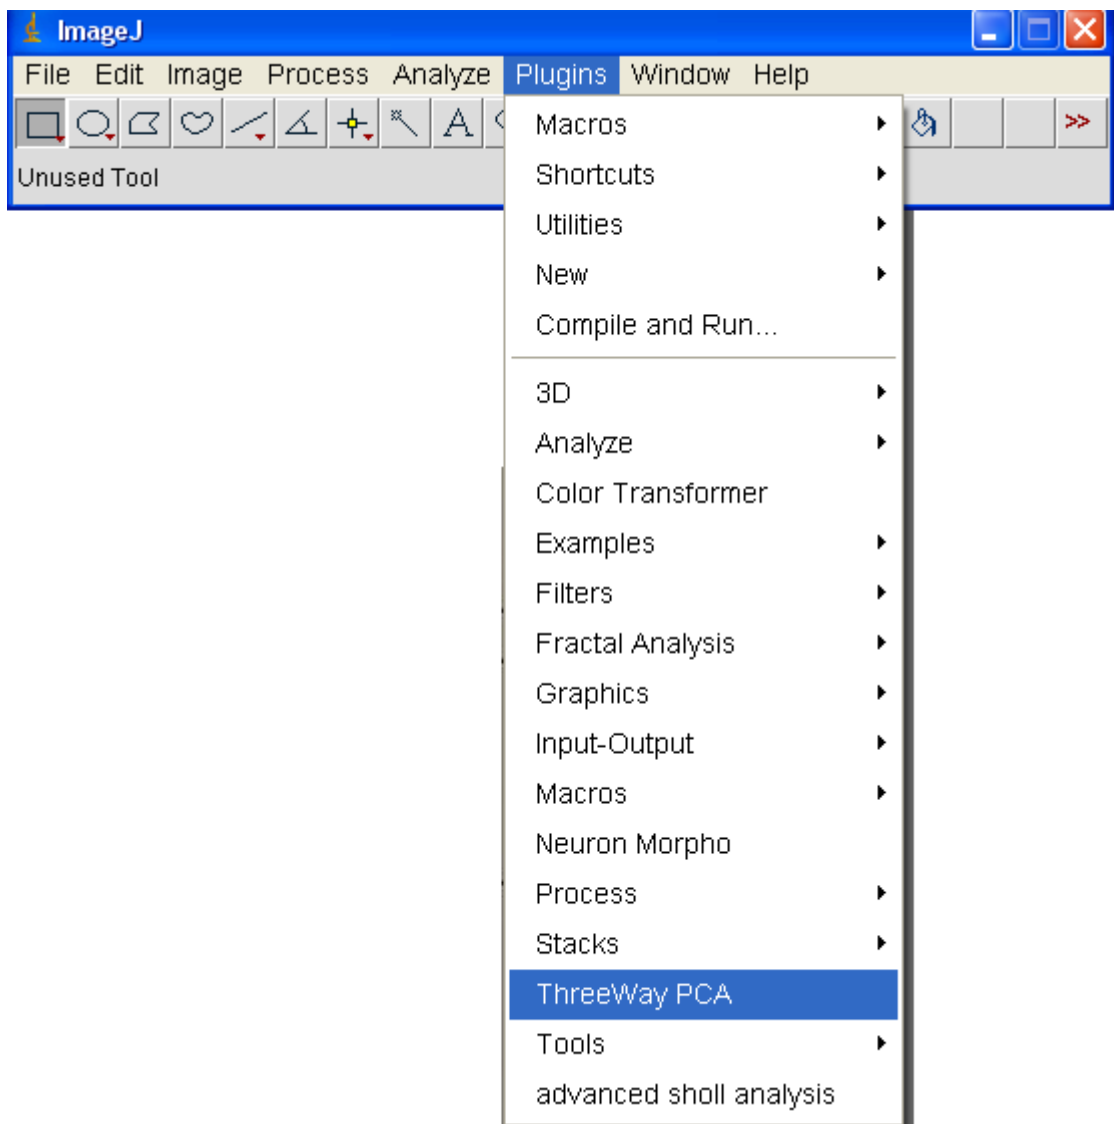 ImageJ
File Edit Image Process Analyze Plugins Window Help
A >>
Unused Tool
Macros
Shortcuts
Utilities
New
Compile and Run...
3D
Analyze
Color Transformer
Examples
Filters
Fractal Analysis
Graphics
Input-Output
Macros
Neuron Morpho
Process
Stacks
ThreeWay PCA
Tools
advanced sholl analysis